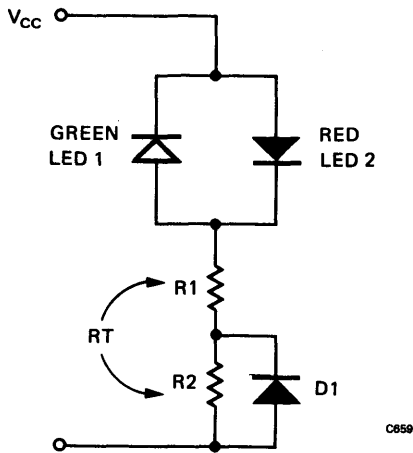 VCC
GREEN
LED 1
RED
LED 2
R1
RT
R2
D1
C659